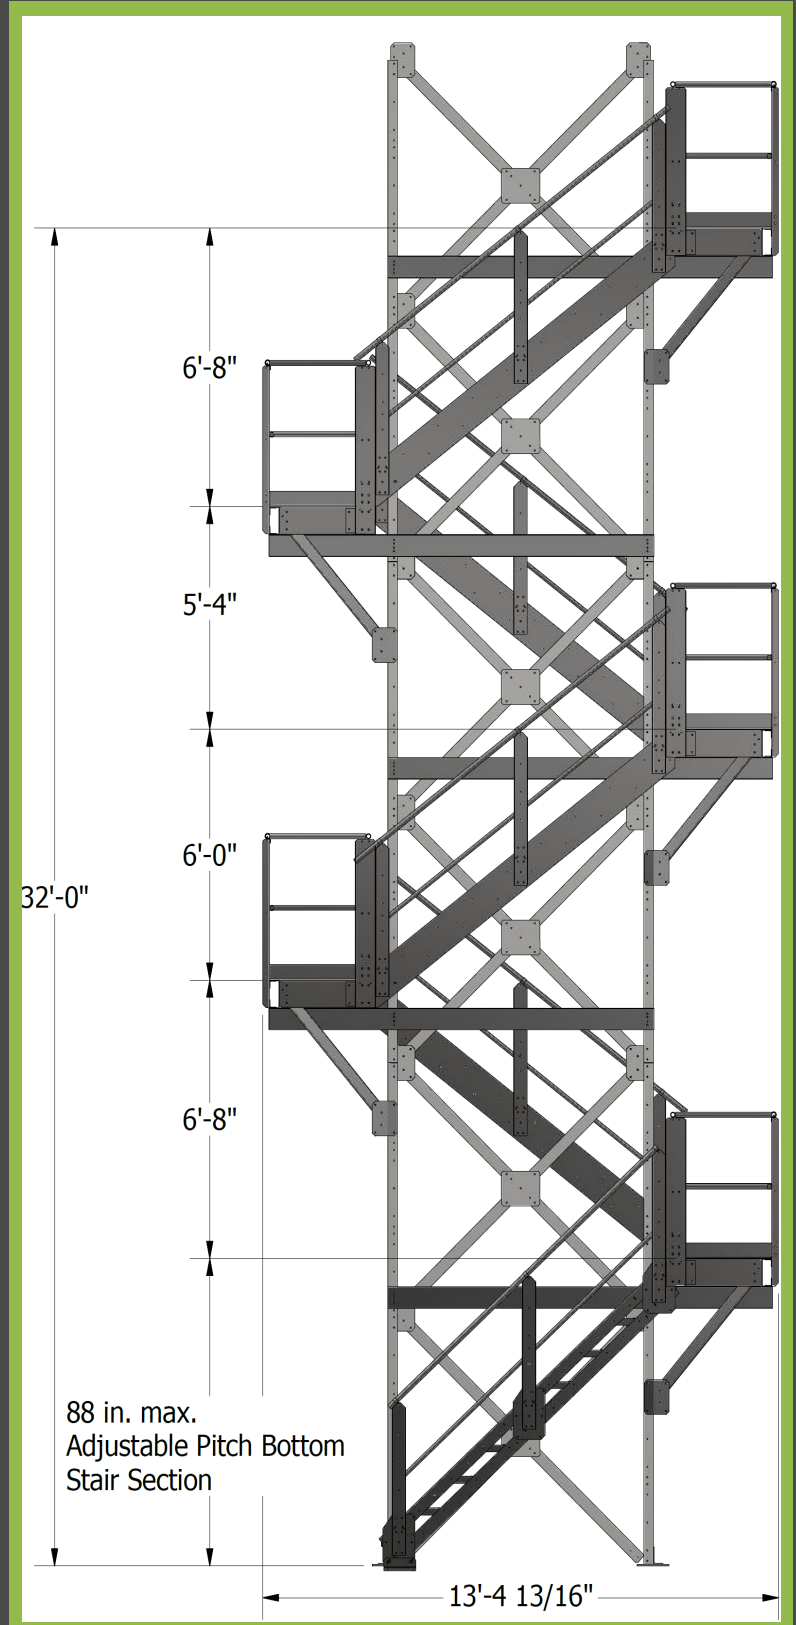 6'-8"
5'-4"
6'-0"
32'-0"
6'-8"
88 in. max.
Adjustable Pitch Bottom
Stair Section
13'-4 13/16"